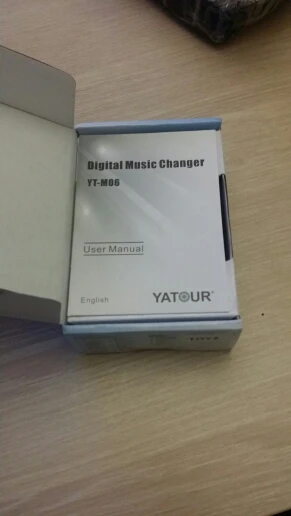 Digital Music Changer
YT-M06
User Manual
English
YATOUR